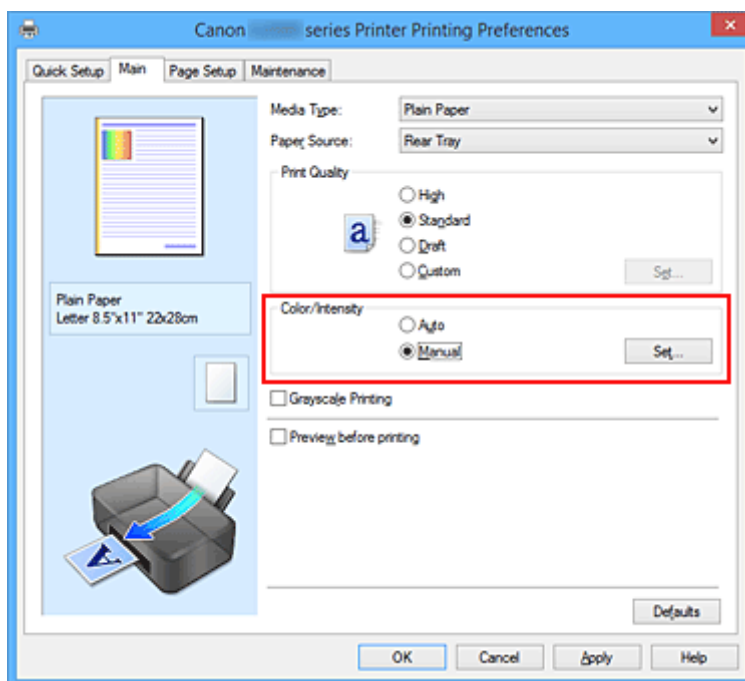 Canon series Printer Printing Preferences
Quick Setup Main Page Setup Maintenance
Media Type: Plain Paper
Paper Source: Rear Tray
Print Quality
High
a Standard
Draft
Custom Set...
Plain Paper
Letter 8.5"x11" 22x28cm
Color/Intensity
Auto
Manual Set...
Grayscale Printing
Preview before printing
A
Defaults
OK Cancel Apply Help